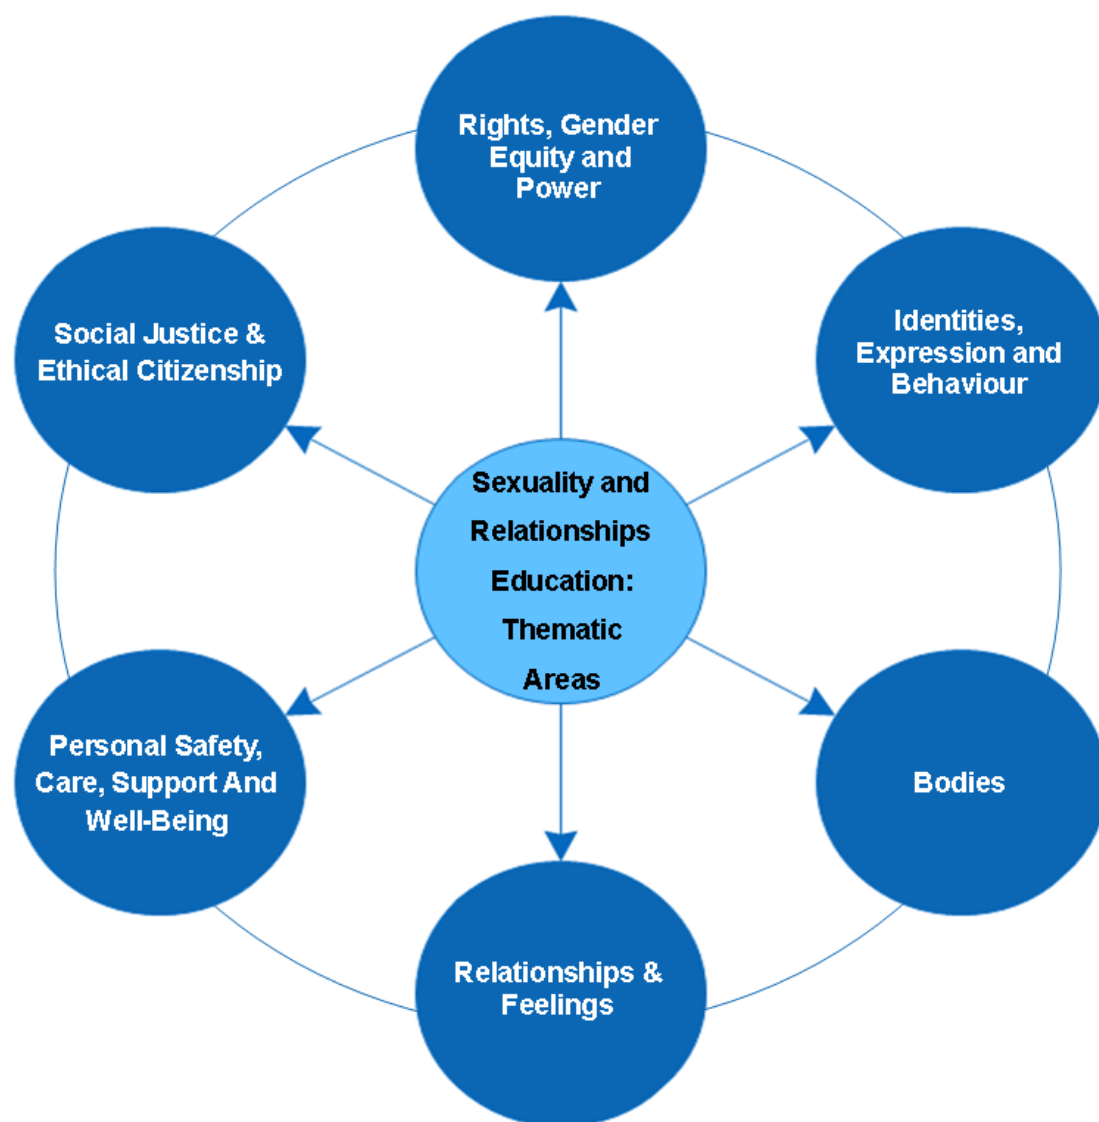 Rights, Gender
Equity and
Power
Identities,
Expression and
Behaviour
Bodies
Relationships &
Feelings
Personal Safety,
Care, Support And
Well-Being
Social Justice &
Ethical Citizenship
Sexuality and
Relationships
Education:
Thematic
Areas